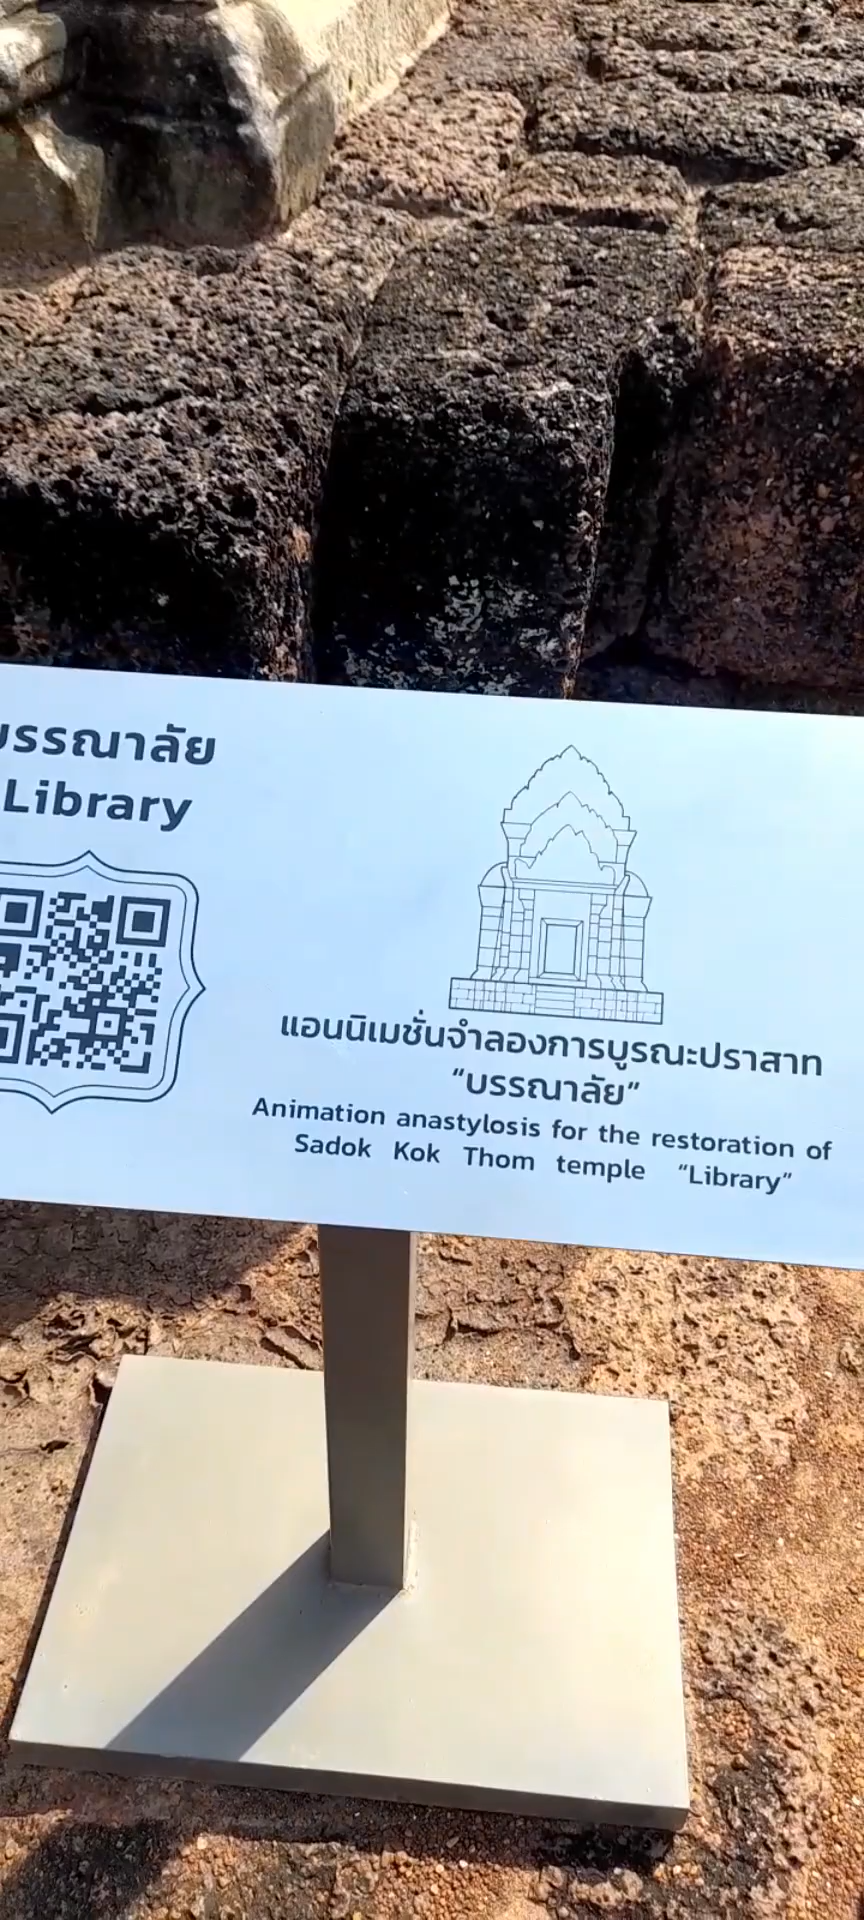 บรรณาลัย
Library
แอนนิเมชั่นจำลองการบูรณะปราสาท
“บรรณาลัย”
Animation anastylosis for the restoration of
Sadok Kok Thom temple “Library”